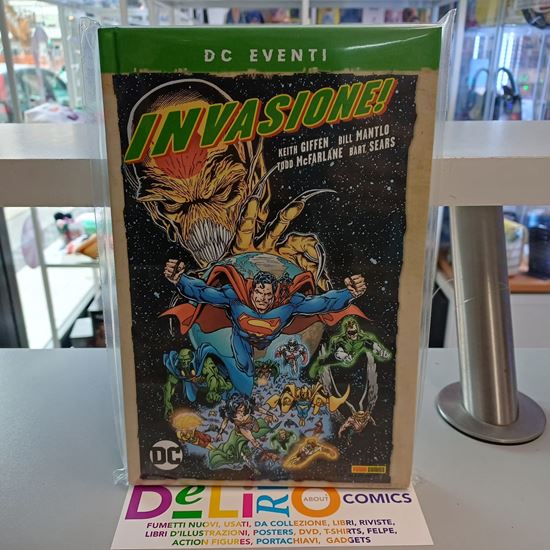 DC EVENTI
INVASIONE!
KEITH GIFFEN BILL MANTLO
TODD McFARLANE BART SEARS
DC
PANINI COMICS
DeLiRiO
ABOUT
COMICS
FUMETTI NUOVI, USATI, DA COLLEZIONE, LIBRI, RIVISTE,
LIBRI D'ILLUSTRAZIONI, POSTERS, DVD, T-SHIRTS, FELPE,
ACTION FIGURES, PORTACHIAVI, GADGETS